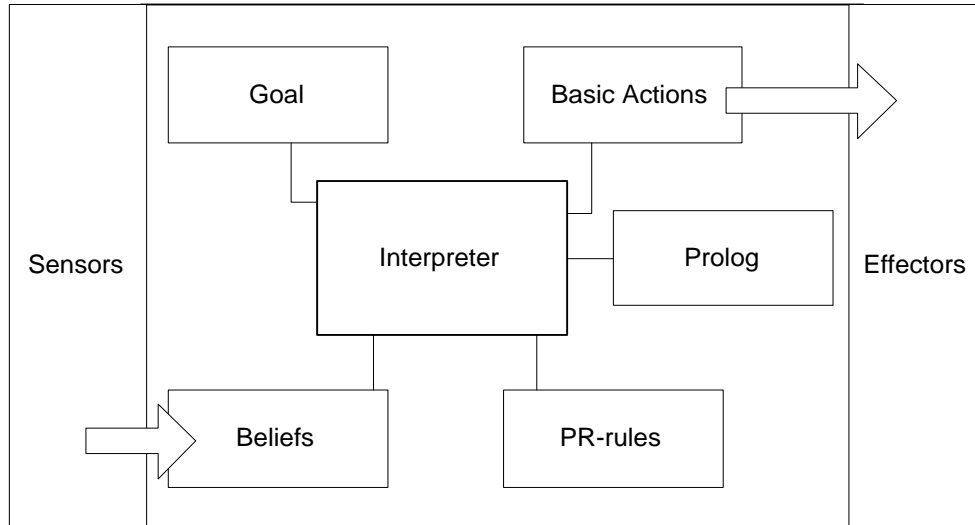 Goal
Basic Actions
Sensors
Interpreter
Prolog
Effectors
Beliefs
PR-rules